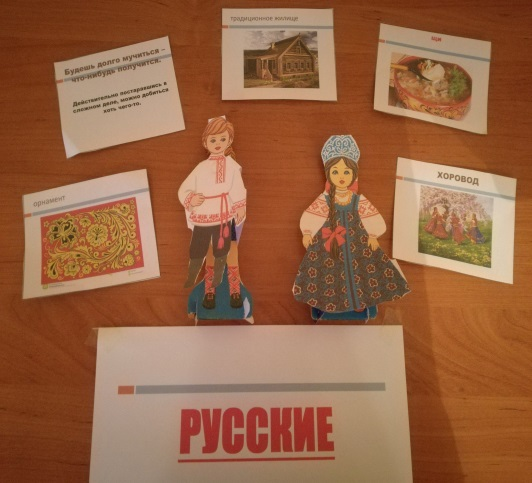 традиционное жилище
щи
Будешь долго мучиться -
что-нибудь получится.
Действительно постаравшись в
сложном деле, можно добиться
хоть чего-то.
орнамент
ХОРОВОД
РУССКИЕ